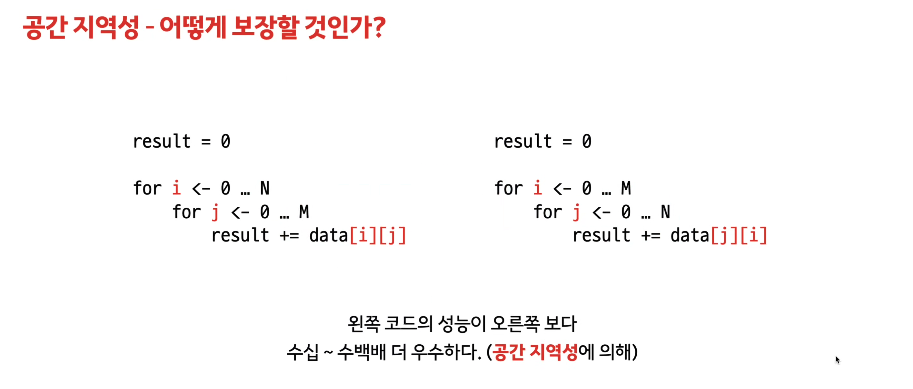 공간 지역성 - 어떻게 보장할 것인가?
result = 0
for i <- 0 … N
for j <- 0 … M
result += data[i][j]
result = 0
for i <- 0 … M
for j <- 0 … N
result += data[j][i]
왼쪽 코드의 성능이 오른쪽 보다
수십 ~ 수백배 더 우수하다. (공간 지역성에 의해)